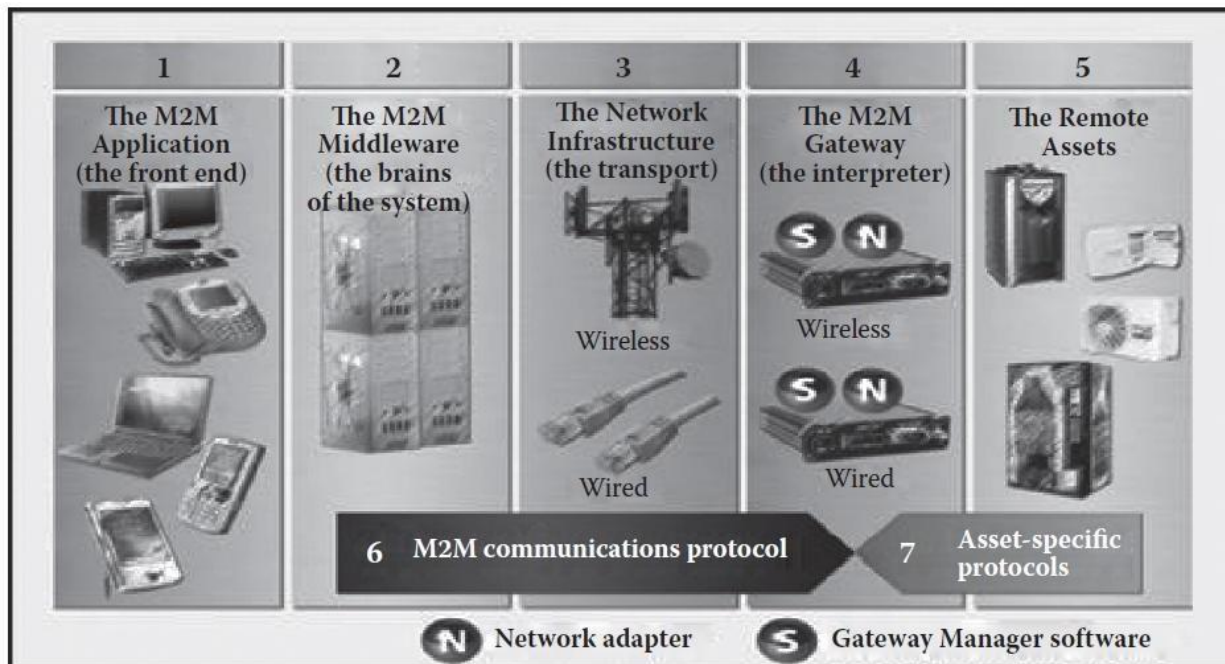 1
The M2M
Application
(the front end)
2
The M2M
Middleware
(the brains
of the system)
3
The Network
Infrastructure
(the transport)
Wireless
Wired
4
The M2M
Gateway
(the interpreter)
S N
Wireless
S N
Wired
5
The Remote
Assets
6 M2M communications protocol
7 Asset-specific
protocols
N Network adapter
S Gateway Manager software